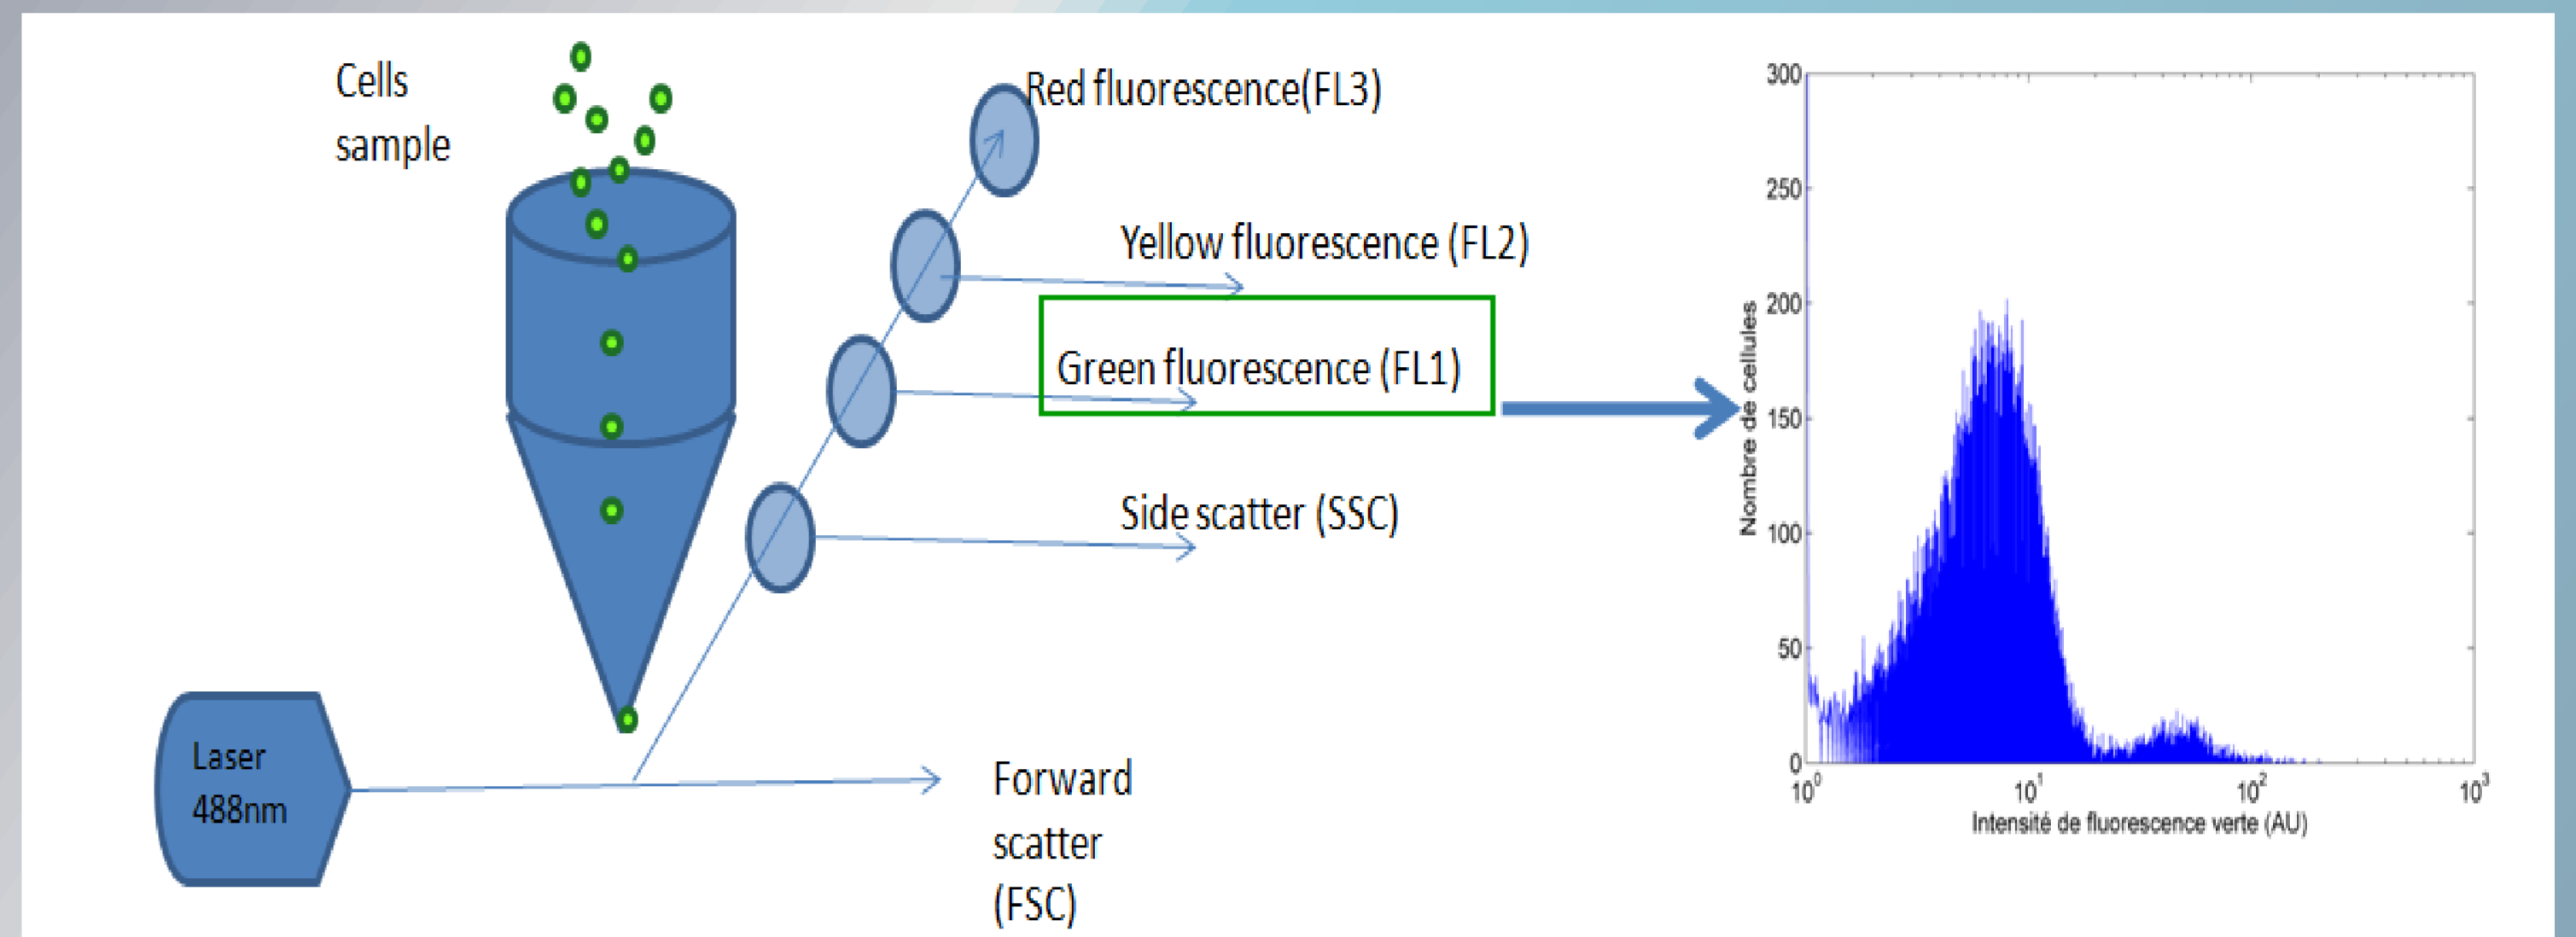 Cells
sample
Red fluorescence(FL3)
Yellow fluorescence (FL2)
Green fluorescence (FL1)
Side scatter (SSC)
Laser
488nm
Forward
scatter
(FSC)
Nombre de cellules
300
250
200
150
100
50
0
10⁰ 10¹ 10² 10³
Intensité de fluorescence verte (AU)